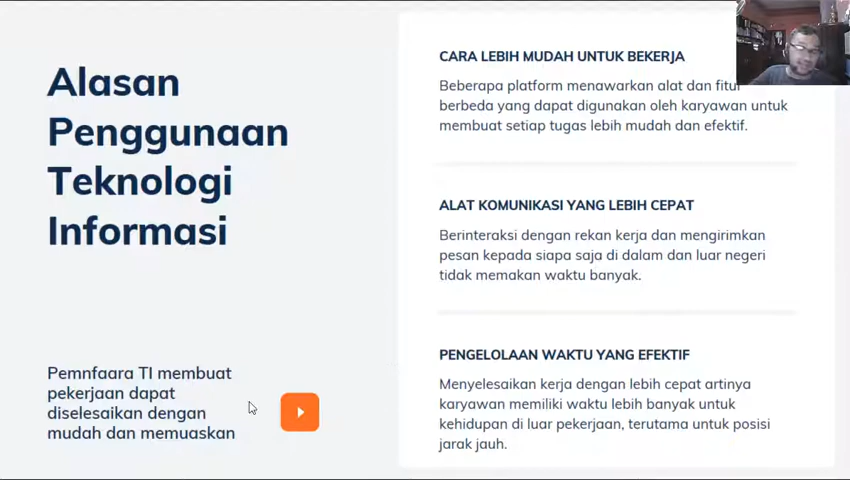 Alasan
Penggunaan
Teknologi
Informasi
Pemnfaara TI membuat
pekerjaan dapat
diselesaikan dengan
mudah dan memuaskan
CARA LEBIH MUDAH UNTUK BEKERJA
Beberapa platform menawarkan alat dan fitur
berbeda yang dapat digunakan oleh karyawan untuk
membuat setiap tugas lebih mudah dan efektif.
ALAT KOMUNIKASI YANG LEBIH CEPAT
Berinteraksi dengan rekan kerja dan mengirimkan
pesan kepada siapa saja di dalam dan luar negeri
tidak memakan waktu banyak.
PENGELOLAAN WAKTU YANG EFEKTIF
Menyelesaikan kerja dengan lebih cepat artinya
karyawan memiliki waktu lebih banyak untuk
kehidupan di luar pekerjaan, terutama untuk posisi
jarak jauh.